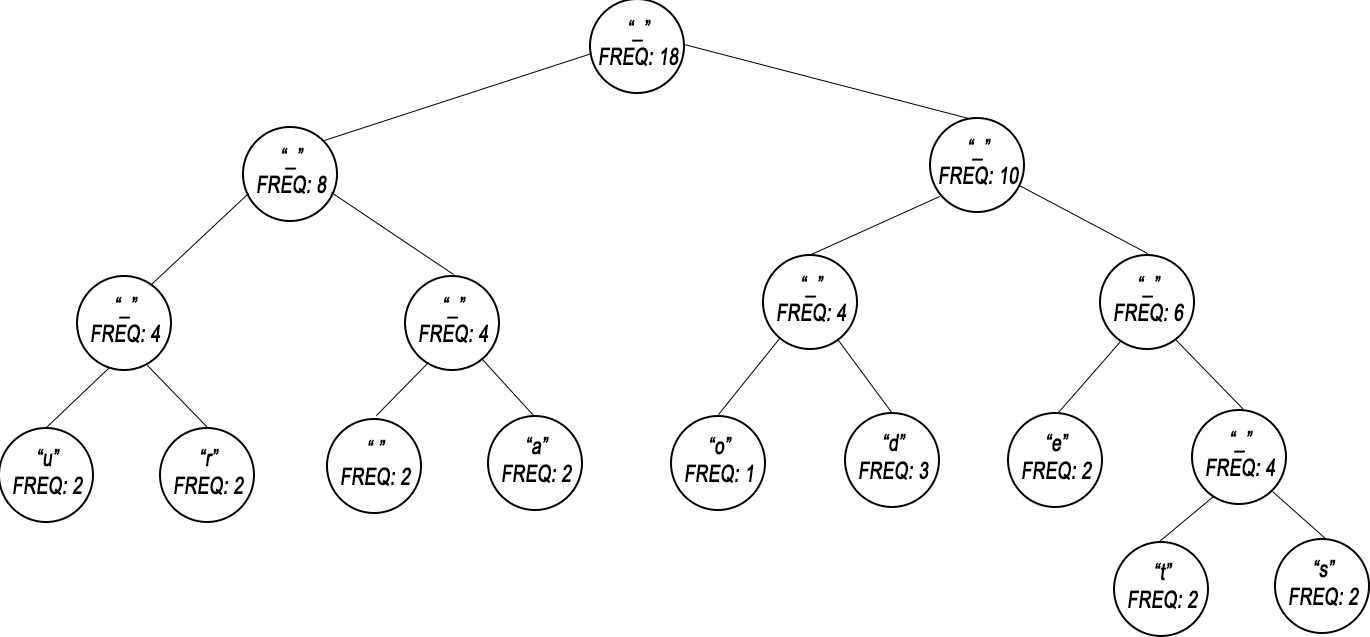 “_”
FREQ: 18
“_”
FREQ: 8
“_”
FREQ: 10
“_”
FREQ: 4
“_”
FREQ: 4
“_”
FREQ: 4
“_”
FREQ: 6
“u”
FREQ: 2
“r”
FREQ: 2
“ ”
FREQ: 2
“a”
FREQ: 2
“o”
FREQ: 1
“d”
FREQ: 3
“e”
FREQ: 2
“_”
FREQ: 4
“t”
FREQ: 2
“s”
FREQ: 2